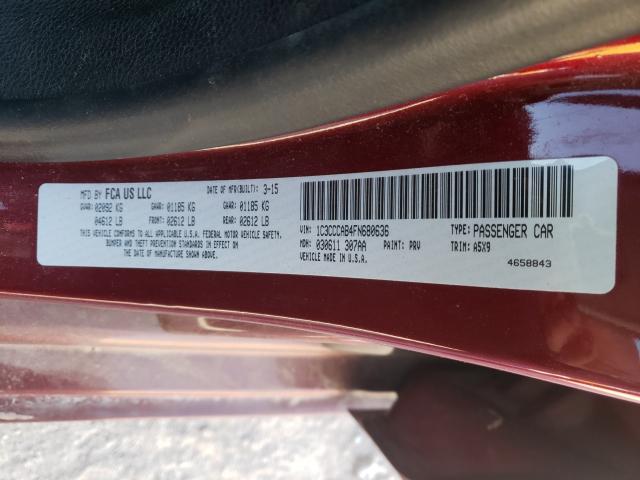 MFD BY FCA US LLC DATE OF MFR(BUILT): 3-15
GVWR: 02092 KG GAWR: 01185 KG GAWR: 01185 KG
04612 LB FRONT: 02612 LB REAR: 02612 LB
THIS VEHICLE CONFORMS TO ALL APPLICABLE U.S.A. FEDERAL MOTOR VEHICLE SAFETY,
BUMPER AND THEFT PREVENTION STANDARDS IN EFFECT ON
THE DATE OF MANUFACTURE SHOWN ABOVE.
VIN: 1C3CCCAB4FN680636 TYPE: PASSENGER CAR
MDH: 030611 307AA PAINT: PRV TRIM: A5X9
VEHICLE MADE IN U.S.A.
4658843